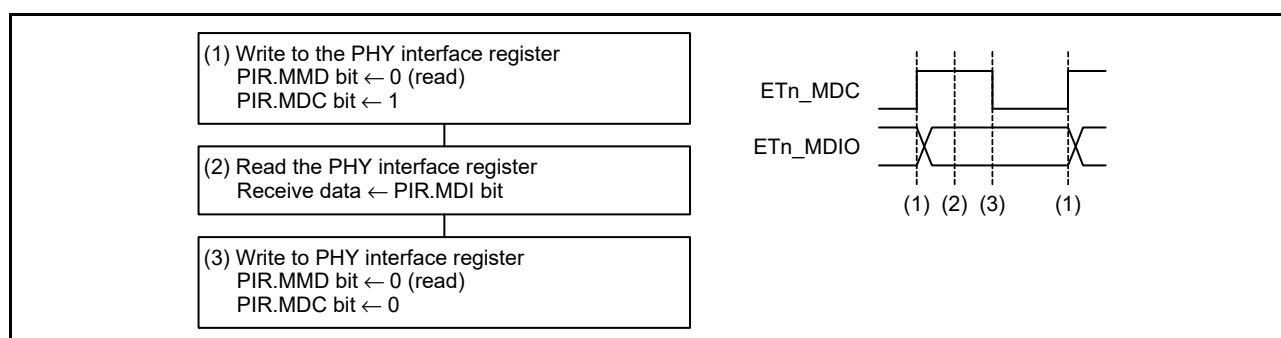 (1) Write to the PHY interface register
PIR.MMD bit ← 0 (read)
PIR.MDC bit ← 1
(2) Read the PHY interface register
Receive data ← PIR.MDI bit
(3) Write to PHY interface register
PIR.MMD bit ← 0 (read)
PIR.MDC bit ← 0
ETn_MDC
ETn_MDIO
(1) (2) (3) (1)